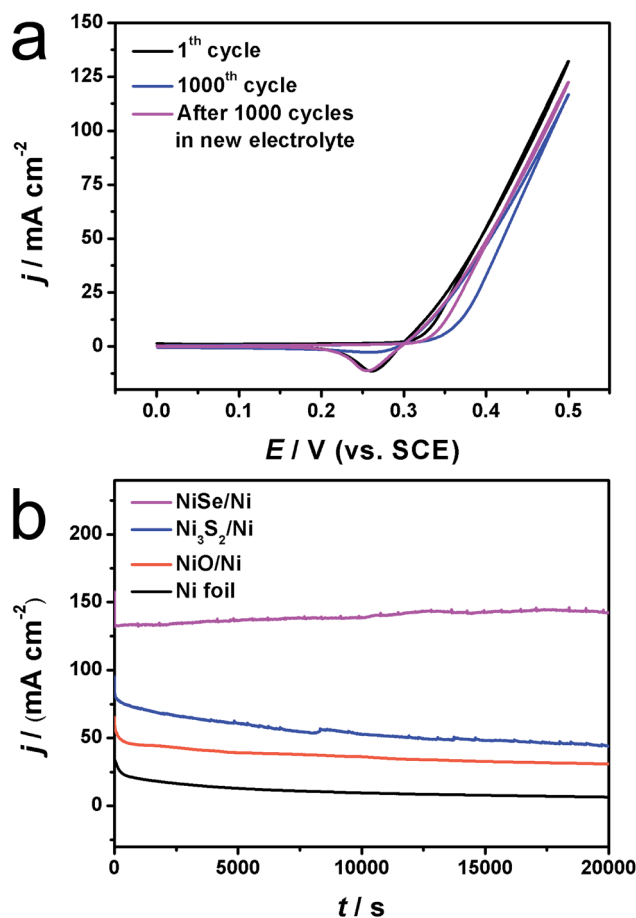 a
150
125
100
75
50
25
0
j / mA cm⁻²
1ᵗʰ cycle
1000ᵗʰ cycle
After 1000 cycles
in new electrolyte
0.0 0.1 0.2 0.3 0.4 0.5
E / V (vs. SCE)
b
200
150
100
50
0
j / (mA cm⁻²)
NiSe/Ni
Ni₃S₂/Ni
NiO/Ni
Ni foil
0 5000 10000 15000 20000
t / s